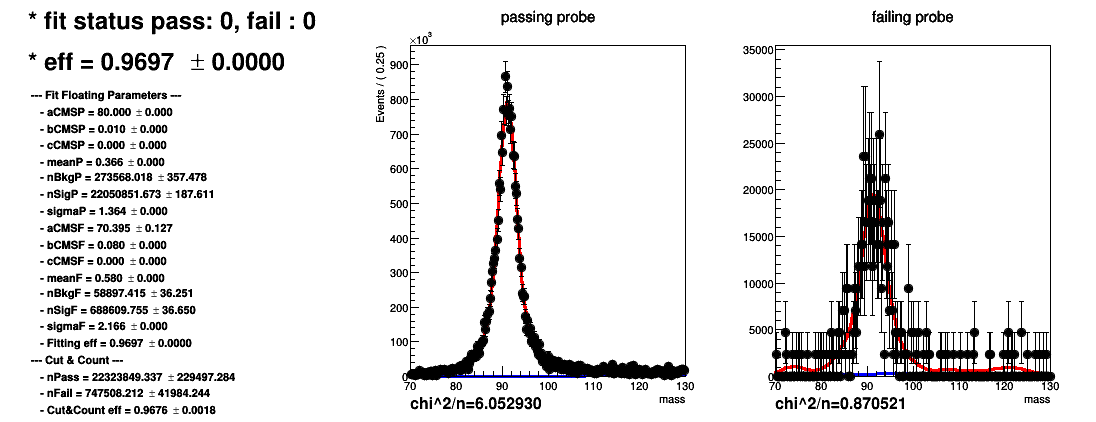 * fit status pass: 0, fail : 0
* eff = 0.9697 ± 0.0000
--- Fit Floating Parameters ---
- aCMSP = 80.000 ± 0.000
- bCMSP = 0.010 ± 0.000
- cCMSP = 0.000 ± 0.000
- meanP = 0.366 ± 0.000
- nBkgP = 273568.018 ± 357.478
- nSigP = 22050851.673 ± 187.611
- sigmaP = 1.364 ± 0.000
- aCMSF = 70.395 ± 0.127
- bCMSF = 0.080 ± 0.000
- cCMSF = 0.000 ± 0.000
- meanF = 0.580 ± 0.000
- nBkgF = 58897.415 ± 36.251
- nSigF = 688609.755 ± 36.650
- sigmaF = 2.166 ± 0.000
- Fitting eff = 0.9697 ± 0.0000
--- Cut & Count ---
- nPass = 22323849.337 ± 229497.284
- nFail = 747508.212 ± 41984.244
- Cut&Count eff = 0.9676 ± 0.0018
passing probe
×10³
Events / ( 0.25 )
900
800
700
600
500
400
300
200
100
0
70 80 90 100 110 120 130
mass
chi^2/n=6.052930
failing probe
35000
30000
25000
20000
15000
10000
5000
0
70 80 90 100 110 120 130
mass
chi^2/n=0.870521